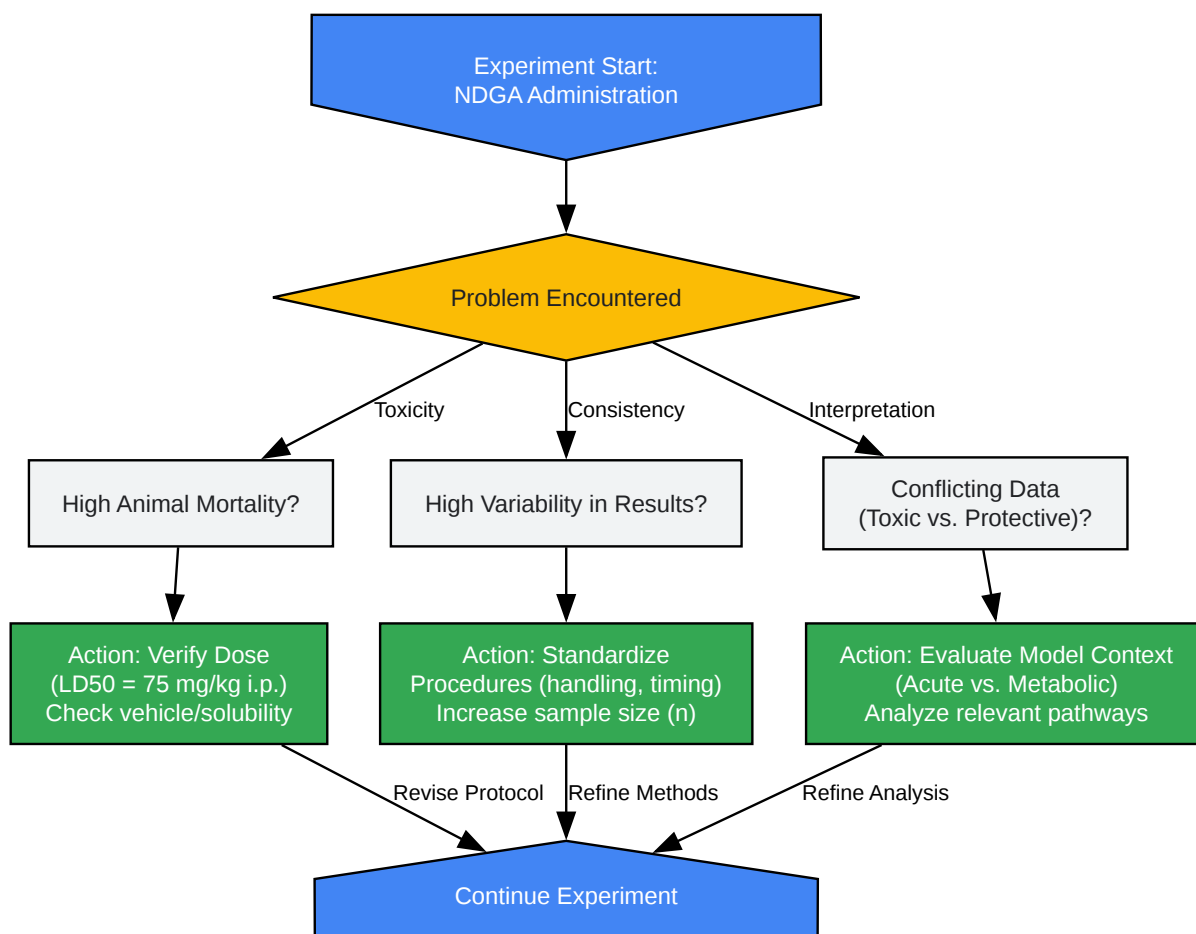 Experiment Start:
NDGA Administration
Problem Encountered
Toxicity
Consistency
Interpretation
High Animal Mortality?
High Variability in Results?
Conflicting Data
(Toxic vs. Protective)?
Action: Verify Dose
(LD50 = 75 mg/kg i.p.)
Check vehicle/solubility
Action: Standardize
Procedures (handling, timing)
Increase sample size (n)
Action: Evaluate Model Context
(Acute vs. Metabolic)
Analyze relevant pathways
Revise Protocol
Refine Methods
Refine Analysis
Continue Experiment